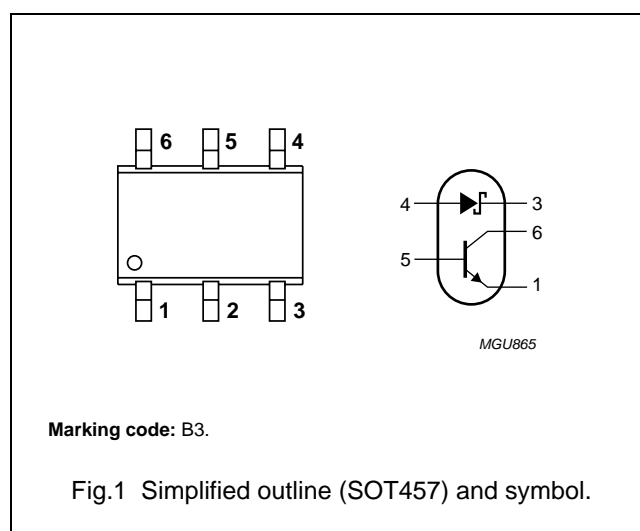 6 5 4
1 2 3
4 3
6
5
1
MGU865
Marking code: B3.
Fig.1 Simplified outline (SOT457) and symbol.